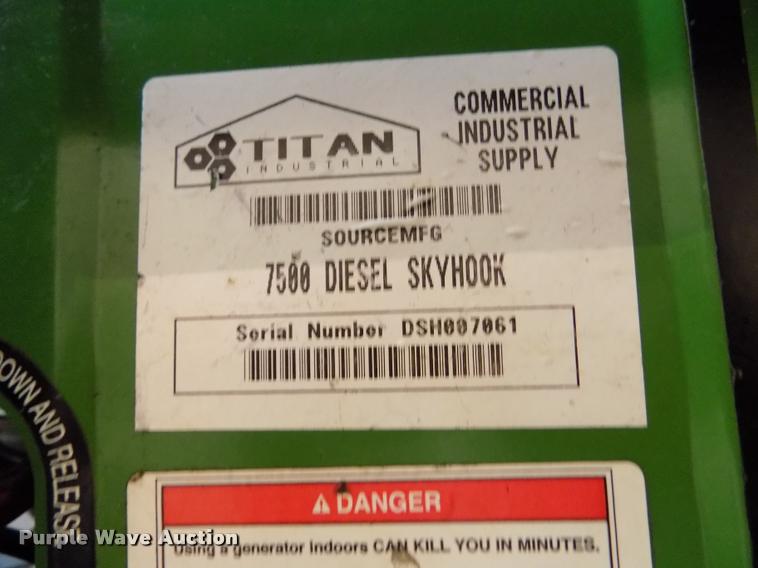 TITAN
INDUSTRIAL
COMMERCIAL
INDUSTRIAL
SUPPLY
SOURCEMFG
7500 DIESEL SKYHOOK
Serial Number DSH007061
DOWN AND RELEASE
DANGER
Using a generator indoors CAN KILL YOU IN MINUTES.
Purple Wave Auction